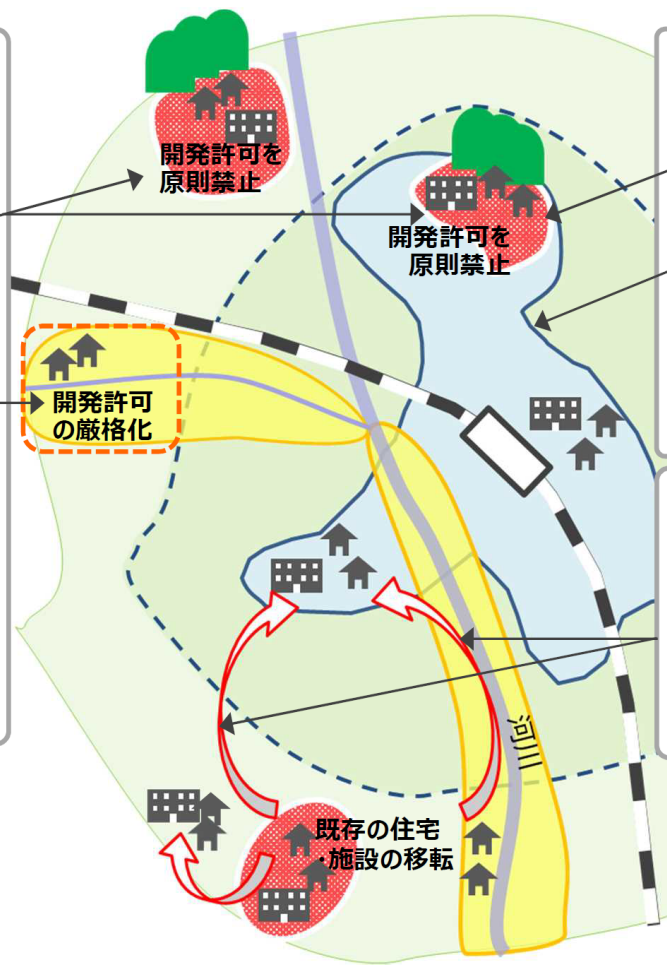 開発許可を
原則禁止
開発許可を
原則禁止
開発許可
の厳格化
河川
既存の住宅
・施設の移転